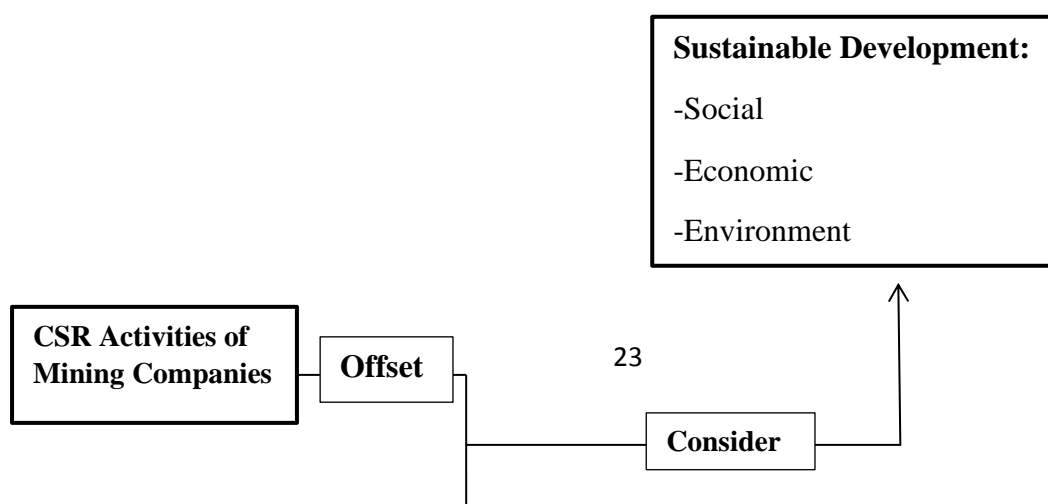 Sustainable Development:
-Social
-Economic
-Environment
CSR Activities of
Mining Companies
Offset
23
Consider